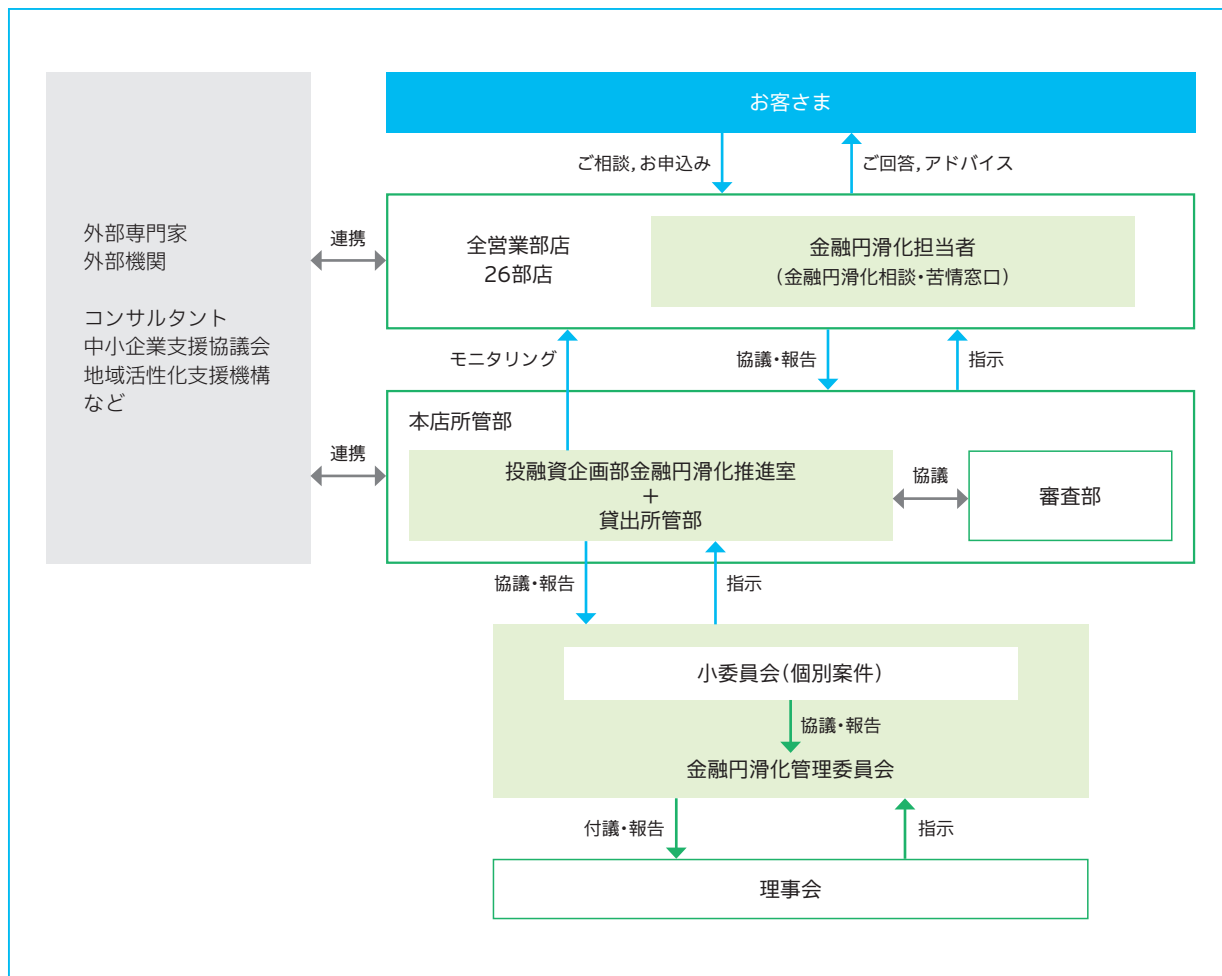 お客さま
ご相談,お申込み
ご回答,アドバイス
外部専門家
外部機関
コンサルタント
中小企業支援協議会
地域活性化支援機構
など
連携
全営業部店
26部店
金融円滑化担当者
(金融円滑化相談・苦情窓口)
モニタリング
協議・報告
指示
連携
本店所管部
投融資企画部金融円滑化推進室
+
貸出所管部
協議
審査部
協議・報告
指示
小委員会(個別案件)
協議・報告
金融円滑化管理委員会
付議・報告
指示
理事会